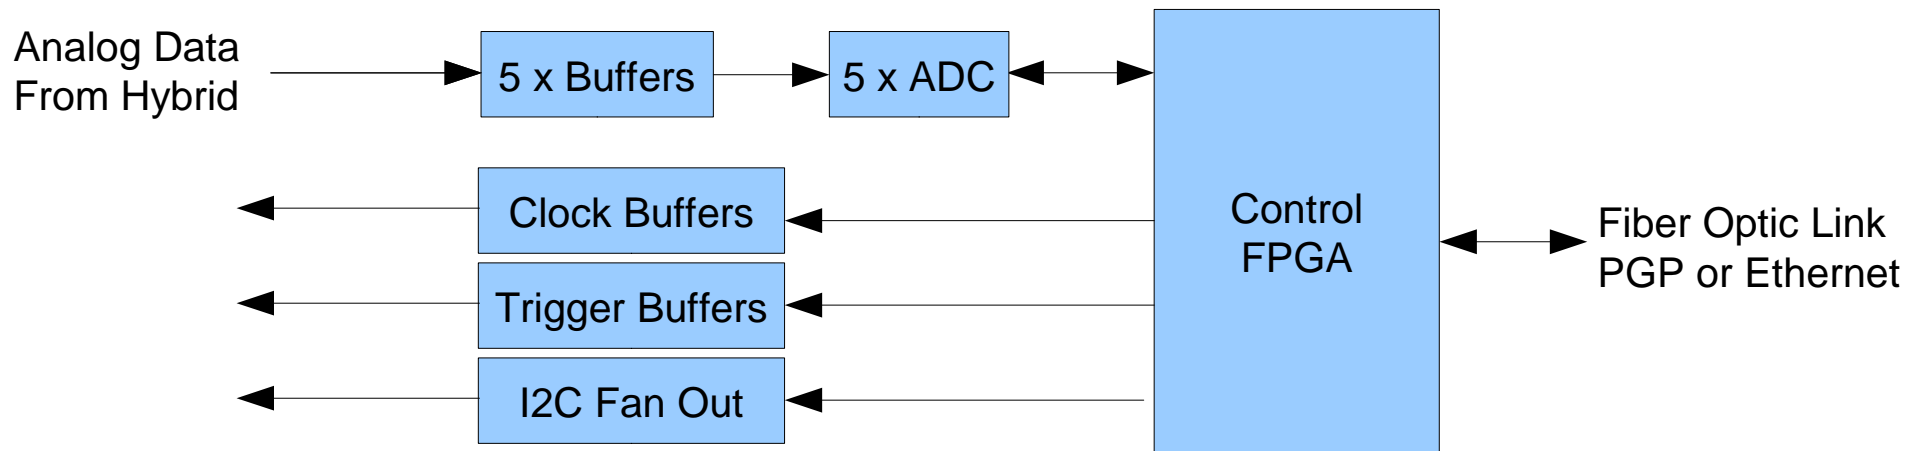 Analog Data
From Hybrid
5 x Buffers
5 x ADC
Clock Buffers
Trigger Buffers
I2C Fan Out
Control
FPGA
Fiber Optic Link
PGP or Ethernet